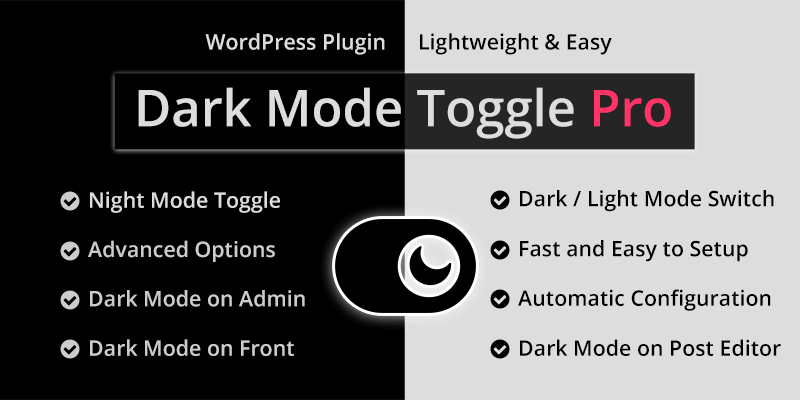 WordPress Plugin
Lightweight & Easy
Dark Mode Toggle Pro
Night Mode Toggle
Advanced Options
Dark Mode on Admin
Dark Mode on Front
Dark / Light Mode Switch
Fast and Easy to Setup
Automatic Configuration
Dark Mode on Post Editor